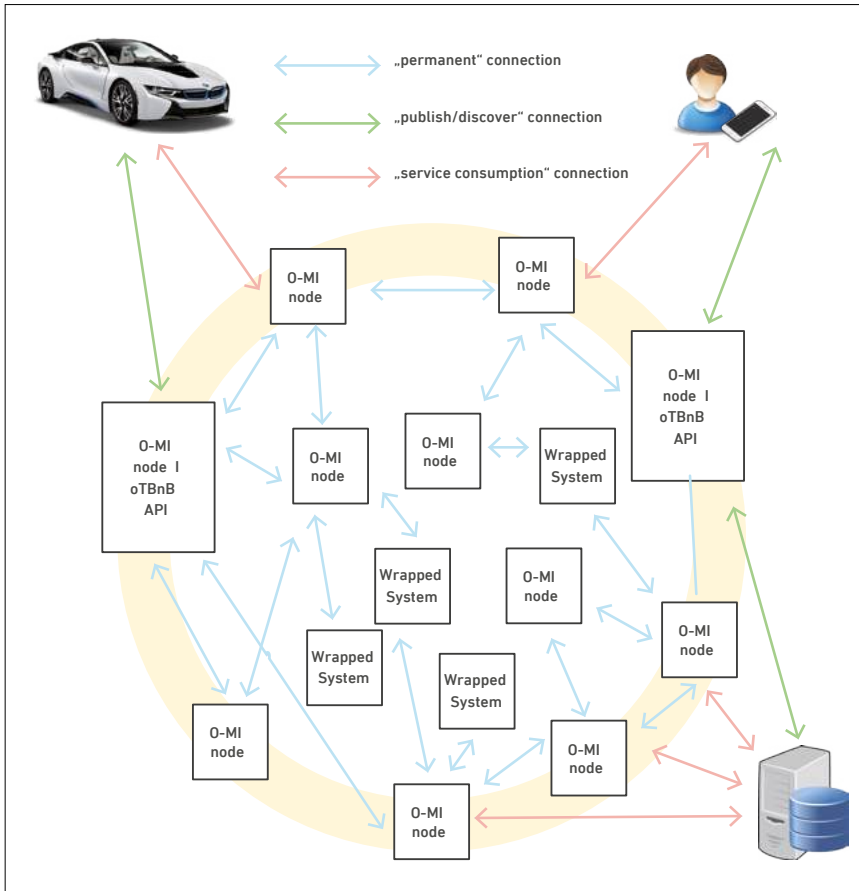 „permanent“ connection
„publish/discover“ connection
„service consumption“ connection
O-MI
node
O-MI
node
O-MI
node I
oTBnB
API
O-MI
node I
oTBnB
API
O-MI
node
O-MI
node
Wrapped
System
Wrapped
System
O-MI
node
Wrapped
System
O-MI
node
Wrapped
System
O-MI
node
O-MI
node
O-MI
node